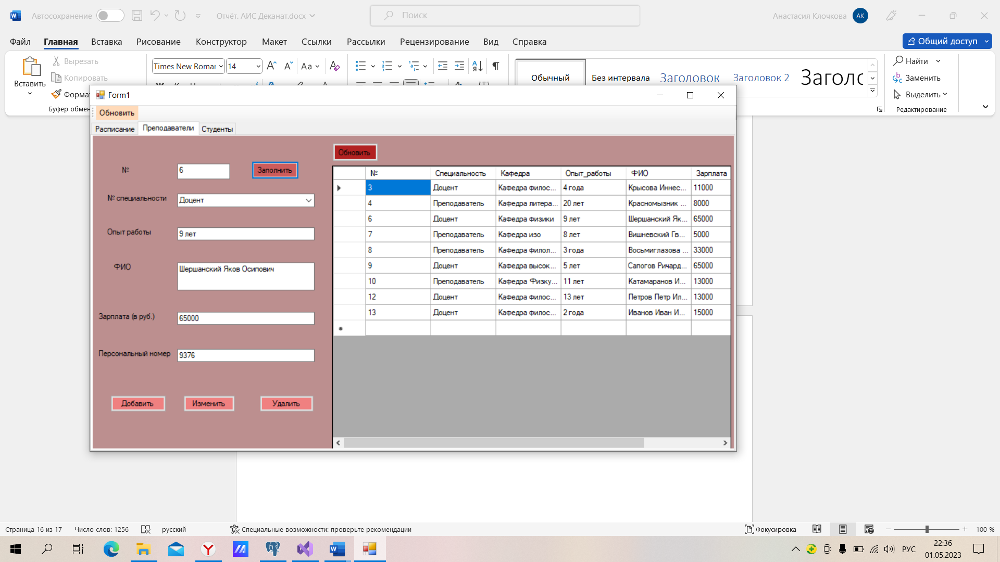 Автосохранение
Отчёт. АИС Деканат.docx
Поиск
Анастасия Клочкова
АК
Файл Главная Вставка Рисование Конструктор Макет Ссылки Рассылки Рецензирование Вид Справка
Общий доступ
Вставить
Вырезать
Копировать
Формат
Буфер обмен
Times New Roman
14
Обычный
Без интервала
Заголовок
Заголовок 2
Заголо
Найти
Заменить
Выделить
Редактирование
Form1
Обновить
Расписание Преподаватели Студенты
№ 6 Заполнить
№ специальности Доцент
Опыт работы 9 лет
ФИО Шершанский Яков Осипович
Зарплата (в руб.) 65000
Персональный номер 9376
Добавить Изменить Удалить
Обновить
№ Специальность Кафедра Опыт_работы ФИО Зарплата
3 Доцент Кафедра филос... 4 года Крысова Иннес... 11000
4 Преподаватель Кафедра литера... 20 лет Красномызник ... 8000
6 Доцент Кафедра физики 9 лет Шершанский Як... 65000
7 Преподаватель Кафедра изо 8 лет Вишневский Гв... 5000
8 Преподаватель Кафедра филол... 3 года Восьмиглазова ... 33000
9 Доцент Кафедра высок... 5 лет Сапогов Ричард... 65000
10 Преподаватель Кафедра Физку... 11 лет Катамаранов И... 13000
12 Доцент Кафедра филос... 13 лет Петров Петр Ил... 13000
13 Доцент Кафедра филос... 2 года Иванов Иван И... 15000
Страница 16 из 17 Число слов: 1256 русский Специальные возможности: проверьте рекомендации Фокусировка 100 %
РУС
22:36
01.05.2023